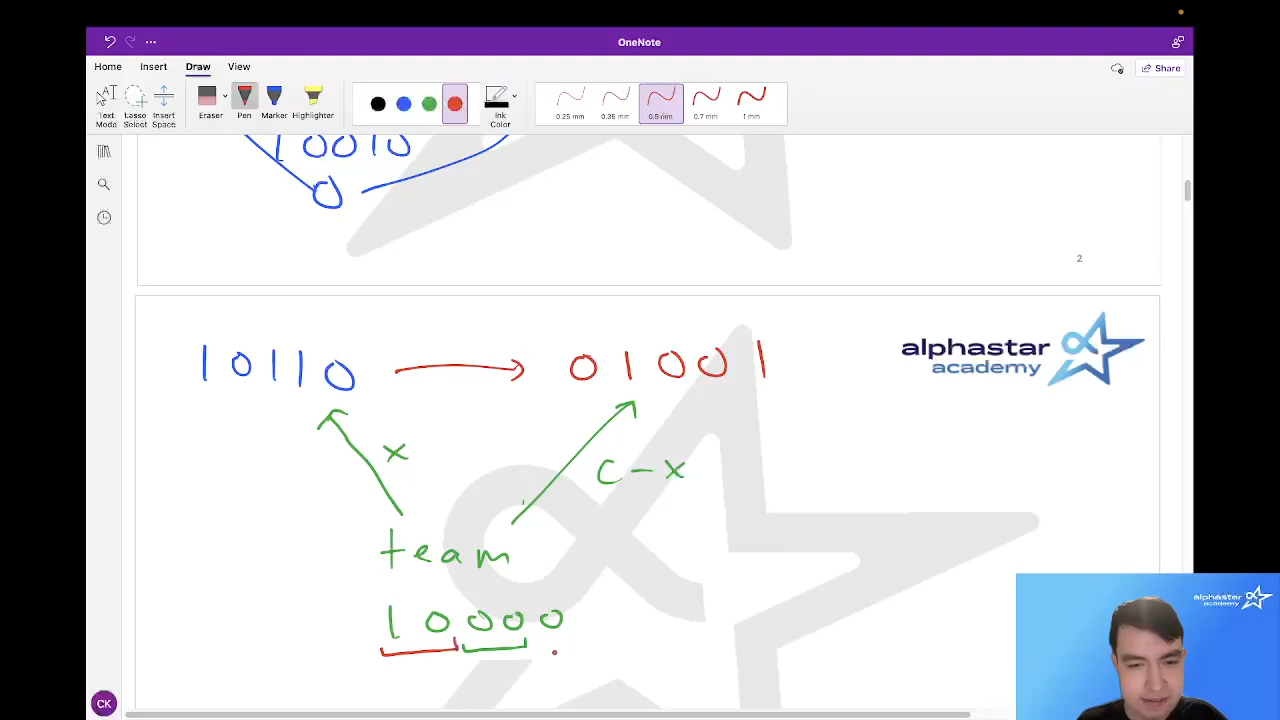 OneNote
Home Insert Draw View
Share
Text Mode
Lasso Select
Insert Space
Eraser
Pen
Marker
Highlighter
Ink Color
0.25 mm
0.35 mm
0.5 mm
0.7 mm
1 mm
10010
0
2
10110 → 01001
alphastar
academy
x
c-x
team
10000
CK
alphastar
academy